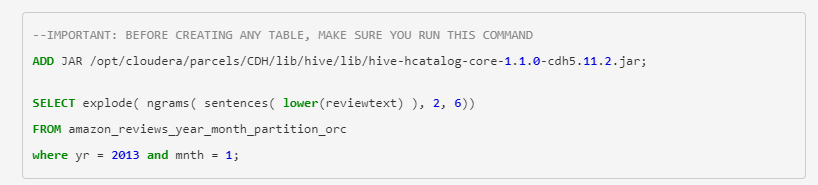 --IMPORTANT: BEFORE CREATING ANY TABLE, MAKE SURE YOU RUN THIS COMMAND
ADD JAR /opt/cloudera/parcels/CDH/lib/hive/lib/hive-hcatalog-core-1.1.0-cdh5.11.2.jar;
SELECT explode( ngrams( sentences( lower(reviewtext) ), 2, 6))
FROM amazon_reviews_year_month_partition_orc
where yr = 2013 and mnth = 1;